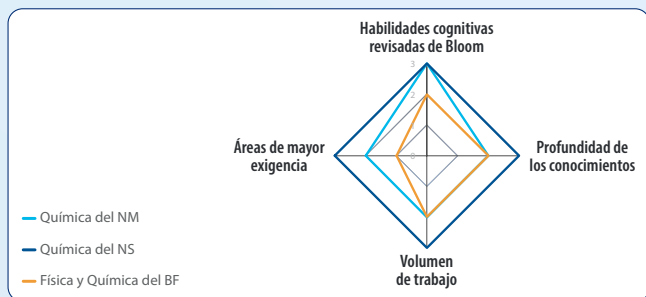 Habilidades cognitivas
revisadas de Bloom
3
2
0
Áreas de mayor
exigencia
Profundidad de
los conocimientos
Volumen
de trabajo
Química del NM
Química del NS
Física y Química del BF